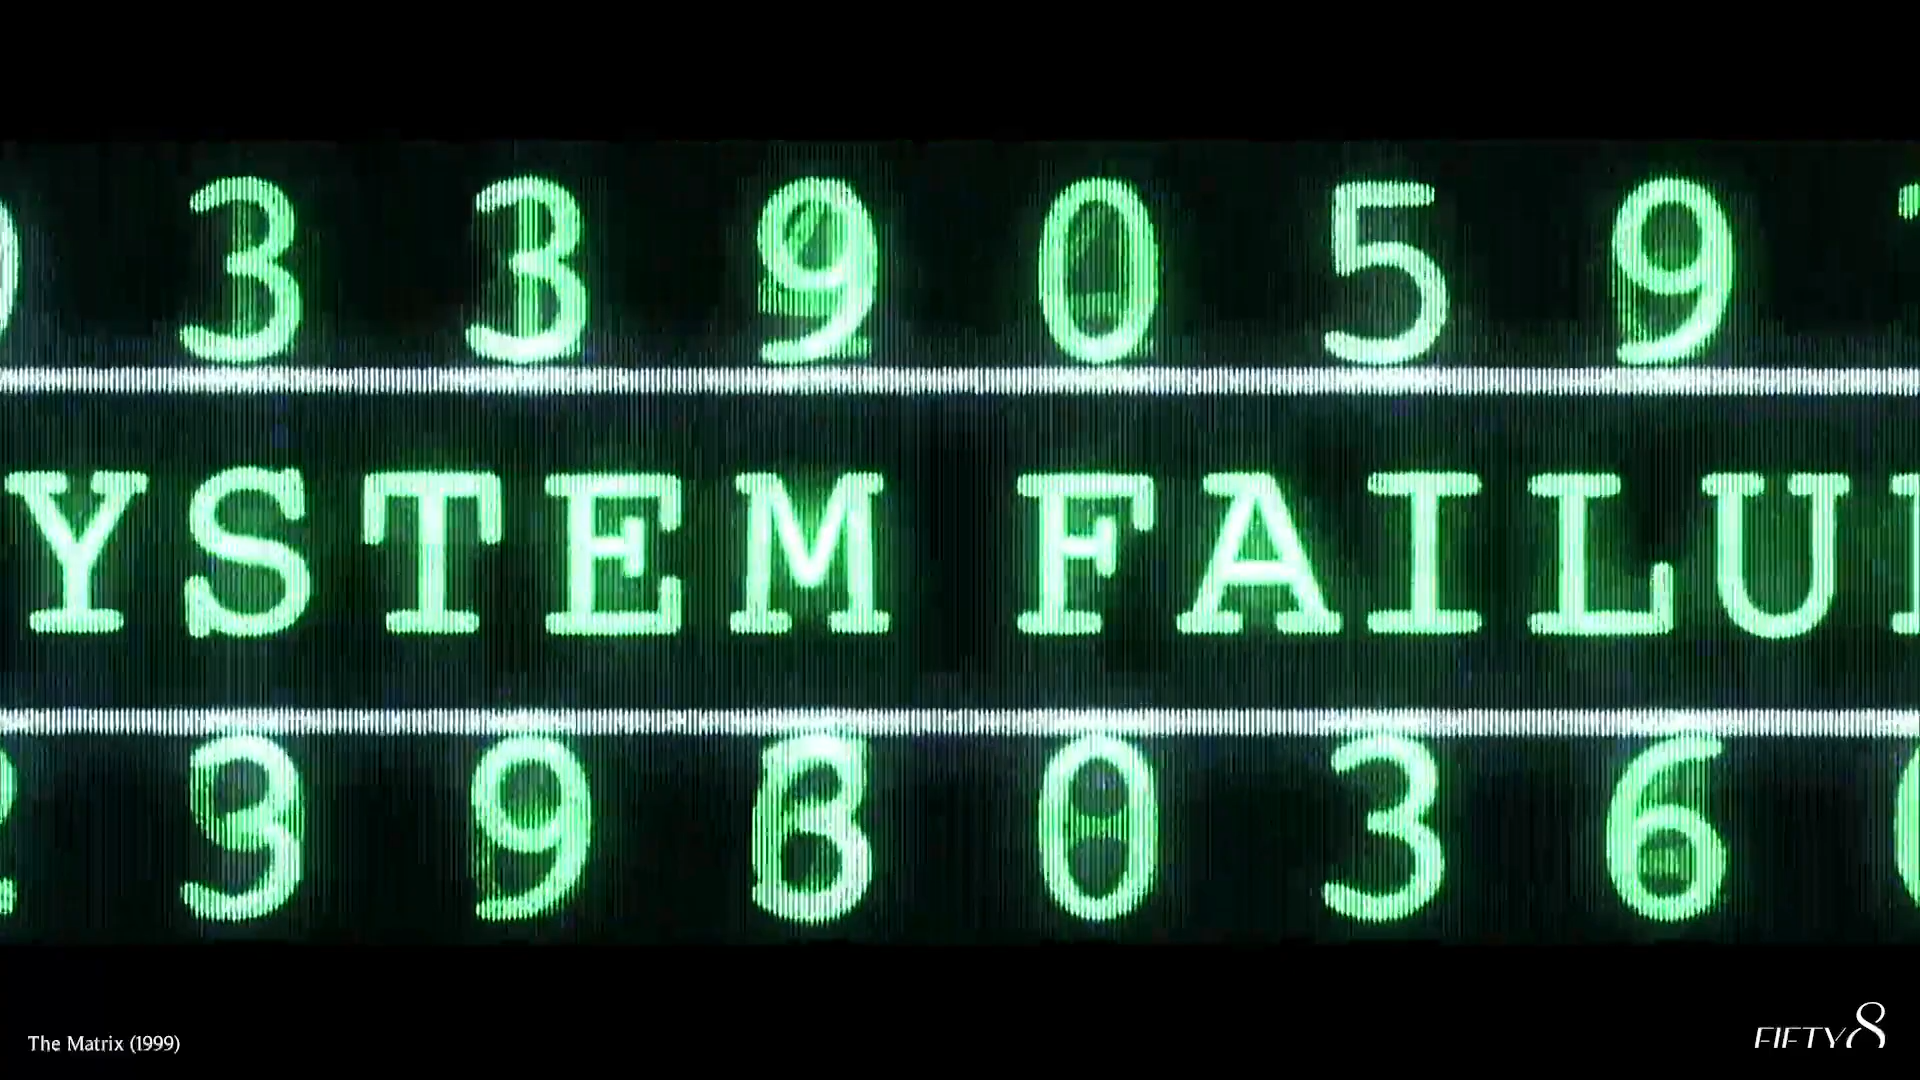 3 3 9 0 5 9
YSTEM FAILU
3 9 8 0 3 6
The Matrix (1999)
FIFTY8